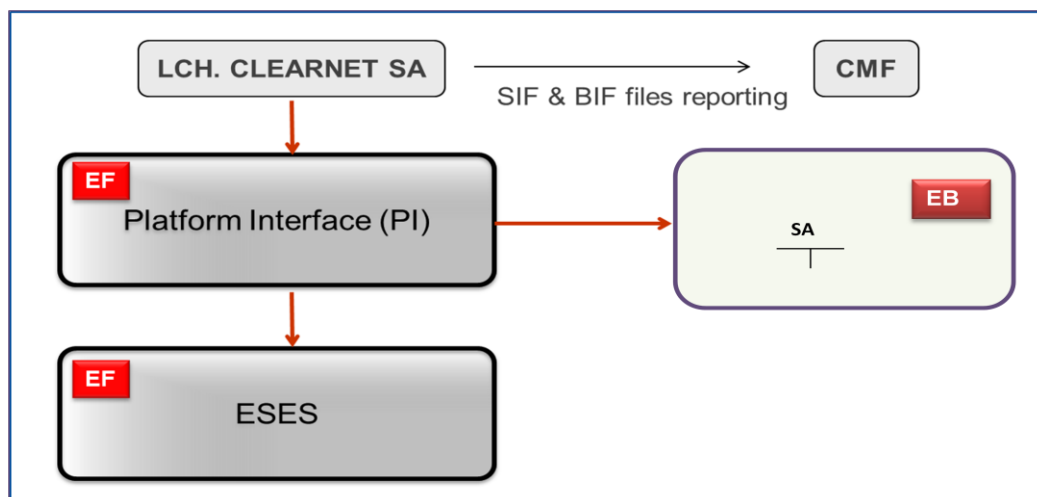 LCH. CLEARNET SA
CMF
SIF & BIF files reporting
EF
Platform Interface (PI)
EB
SA
EF
ESES